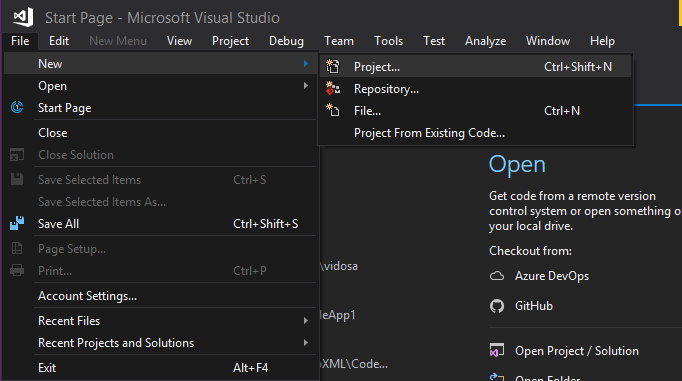 Start Page - Microsoft Visual Studio
File Edit New Menu View Project Debug Team Tools Test Analyze Window Help
New
Project... Ctrl+Shift+N
Open
Repository...
Start Page
File... Ctrl+N
Close
Project From Existing Code...
Close Solution
Open
Save Selected Items Ctrl+S
Get code from a remote version
Save Selected Items As...
control system or open something o
Save All Ctrl+Shift+S
your local drive.
Page Setup...
Checkout from:
Print... Ctrl+P
\vidosa
Azure DevOps
Account Settings...
GitHub
Recent Files
leApp1
Recent Projects and Solutions
Open Project / Solution
Exit Alt+F4
oXML\Code...
Open Folder